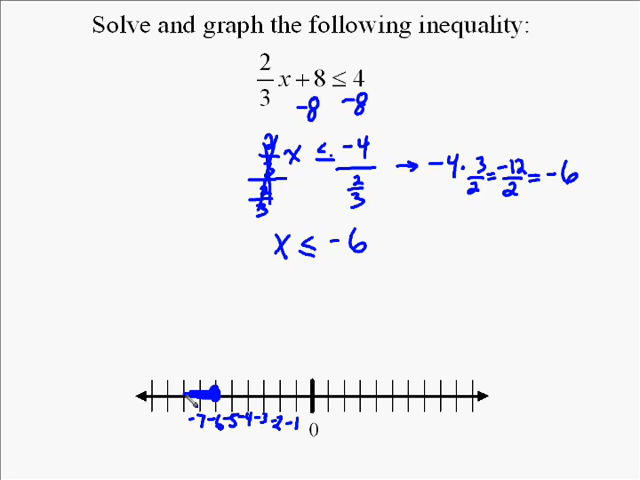 Solve and graph the following inequality:
2/3 x + 8 ≤ 4
-8 -8
2/3 x ≤ -4 → -4 · 3/2 = -12/2 = -6
2/3 2/3
x ≤ -6
-7 -6 -5 -4 -3 -2 -1 0